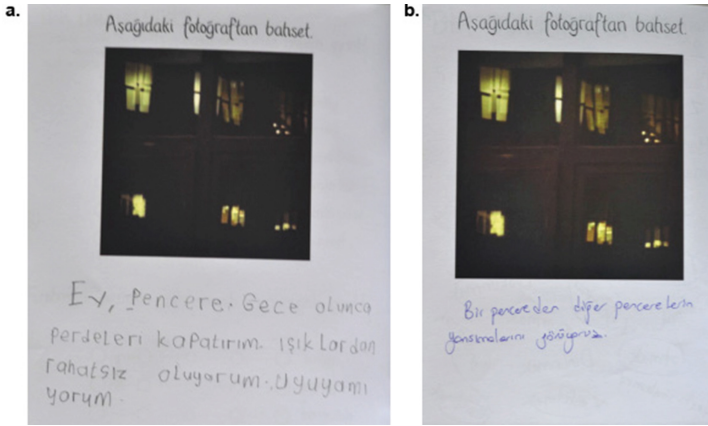 a.
Aşağıdaki fotoğraftan bahset.
Ev, Pencere. Gece olunca
perdeleri kapatırım. ışıklardan
rahatsız oluyorum. Uyuyamı
yorum.
b.
Aşağıdaki fotoğraftan bahset.
Bir pencereden diğer pencerelerin
yansımalarını görüyoruz.